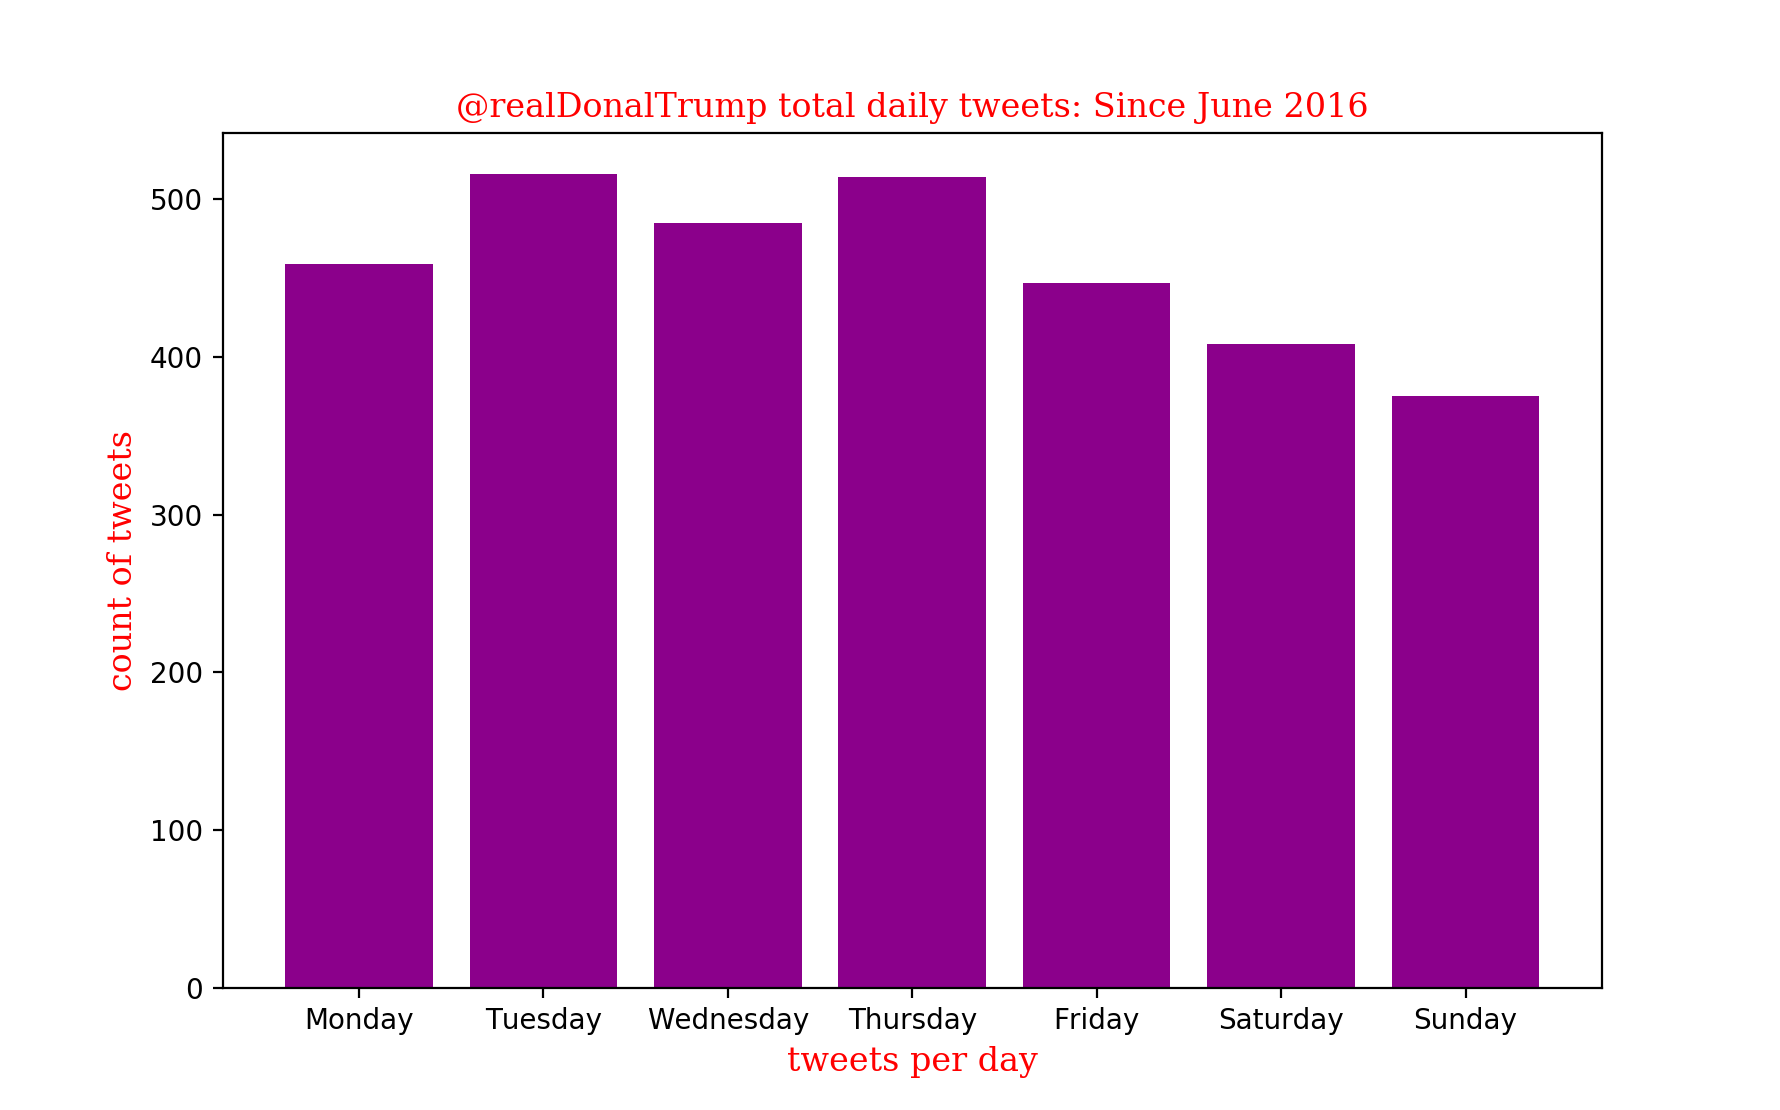 @realDonalTrump total daily tweets: Since June 2016
count of tweets
500
400
300
200
100
0
Monday Tuesday Wednesday Thursday Friday Saturday Sunday
tweets per day